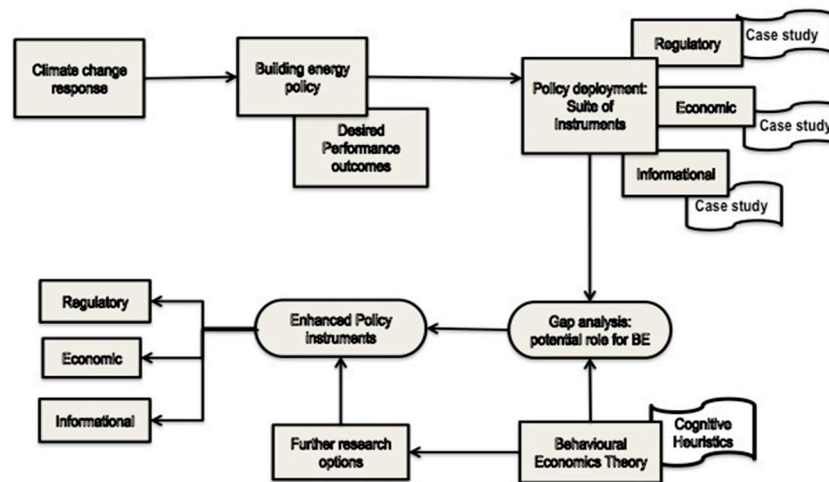 Climate change
response
Building energy
policy
Desired
Performance
outcomes
Policy deployment:
Suite of
Instruments
Regulatory
Case study
Economic
Case study
Informational
Case study
Regulatory
Economic
Informational
Enhanced Policy
instruments
Gap analysis:
potential role for BE
Further research
options
Behavioural
Economics Theory
Cognitive
Heuristics